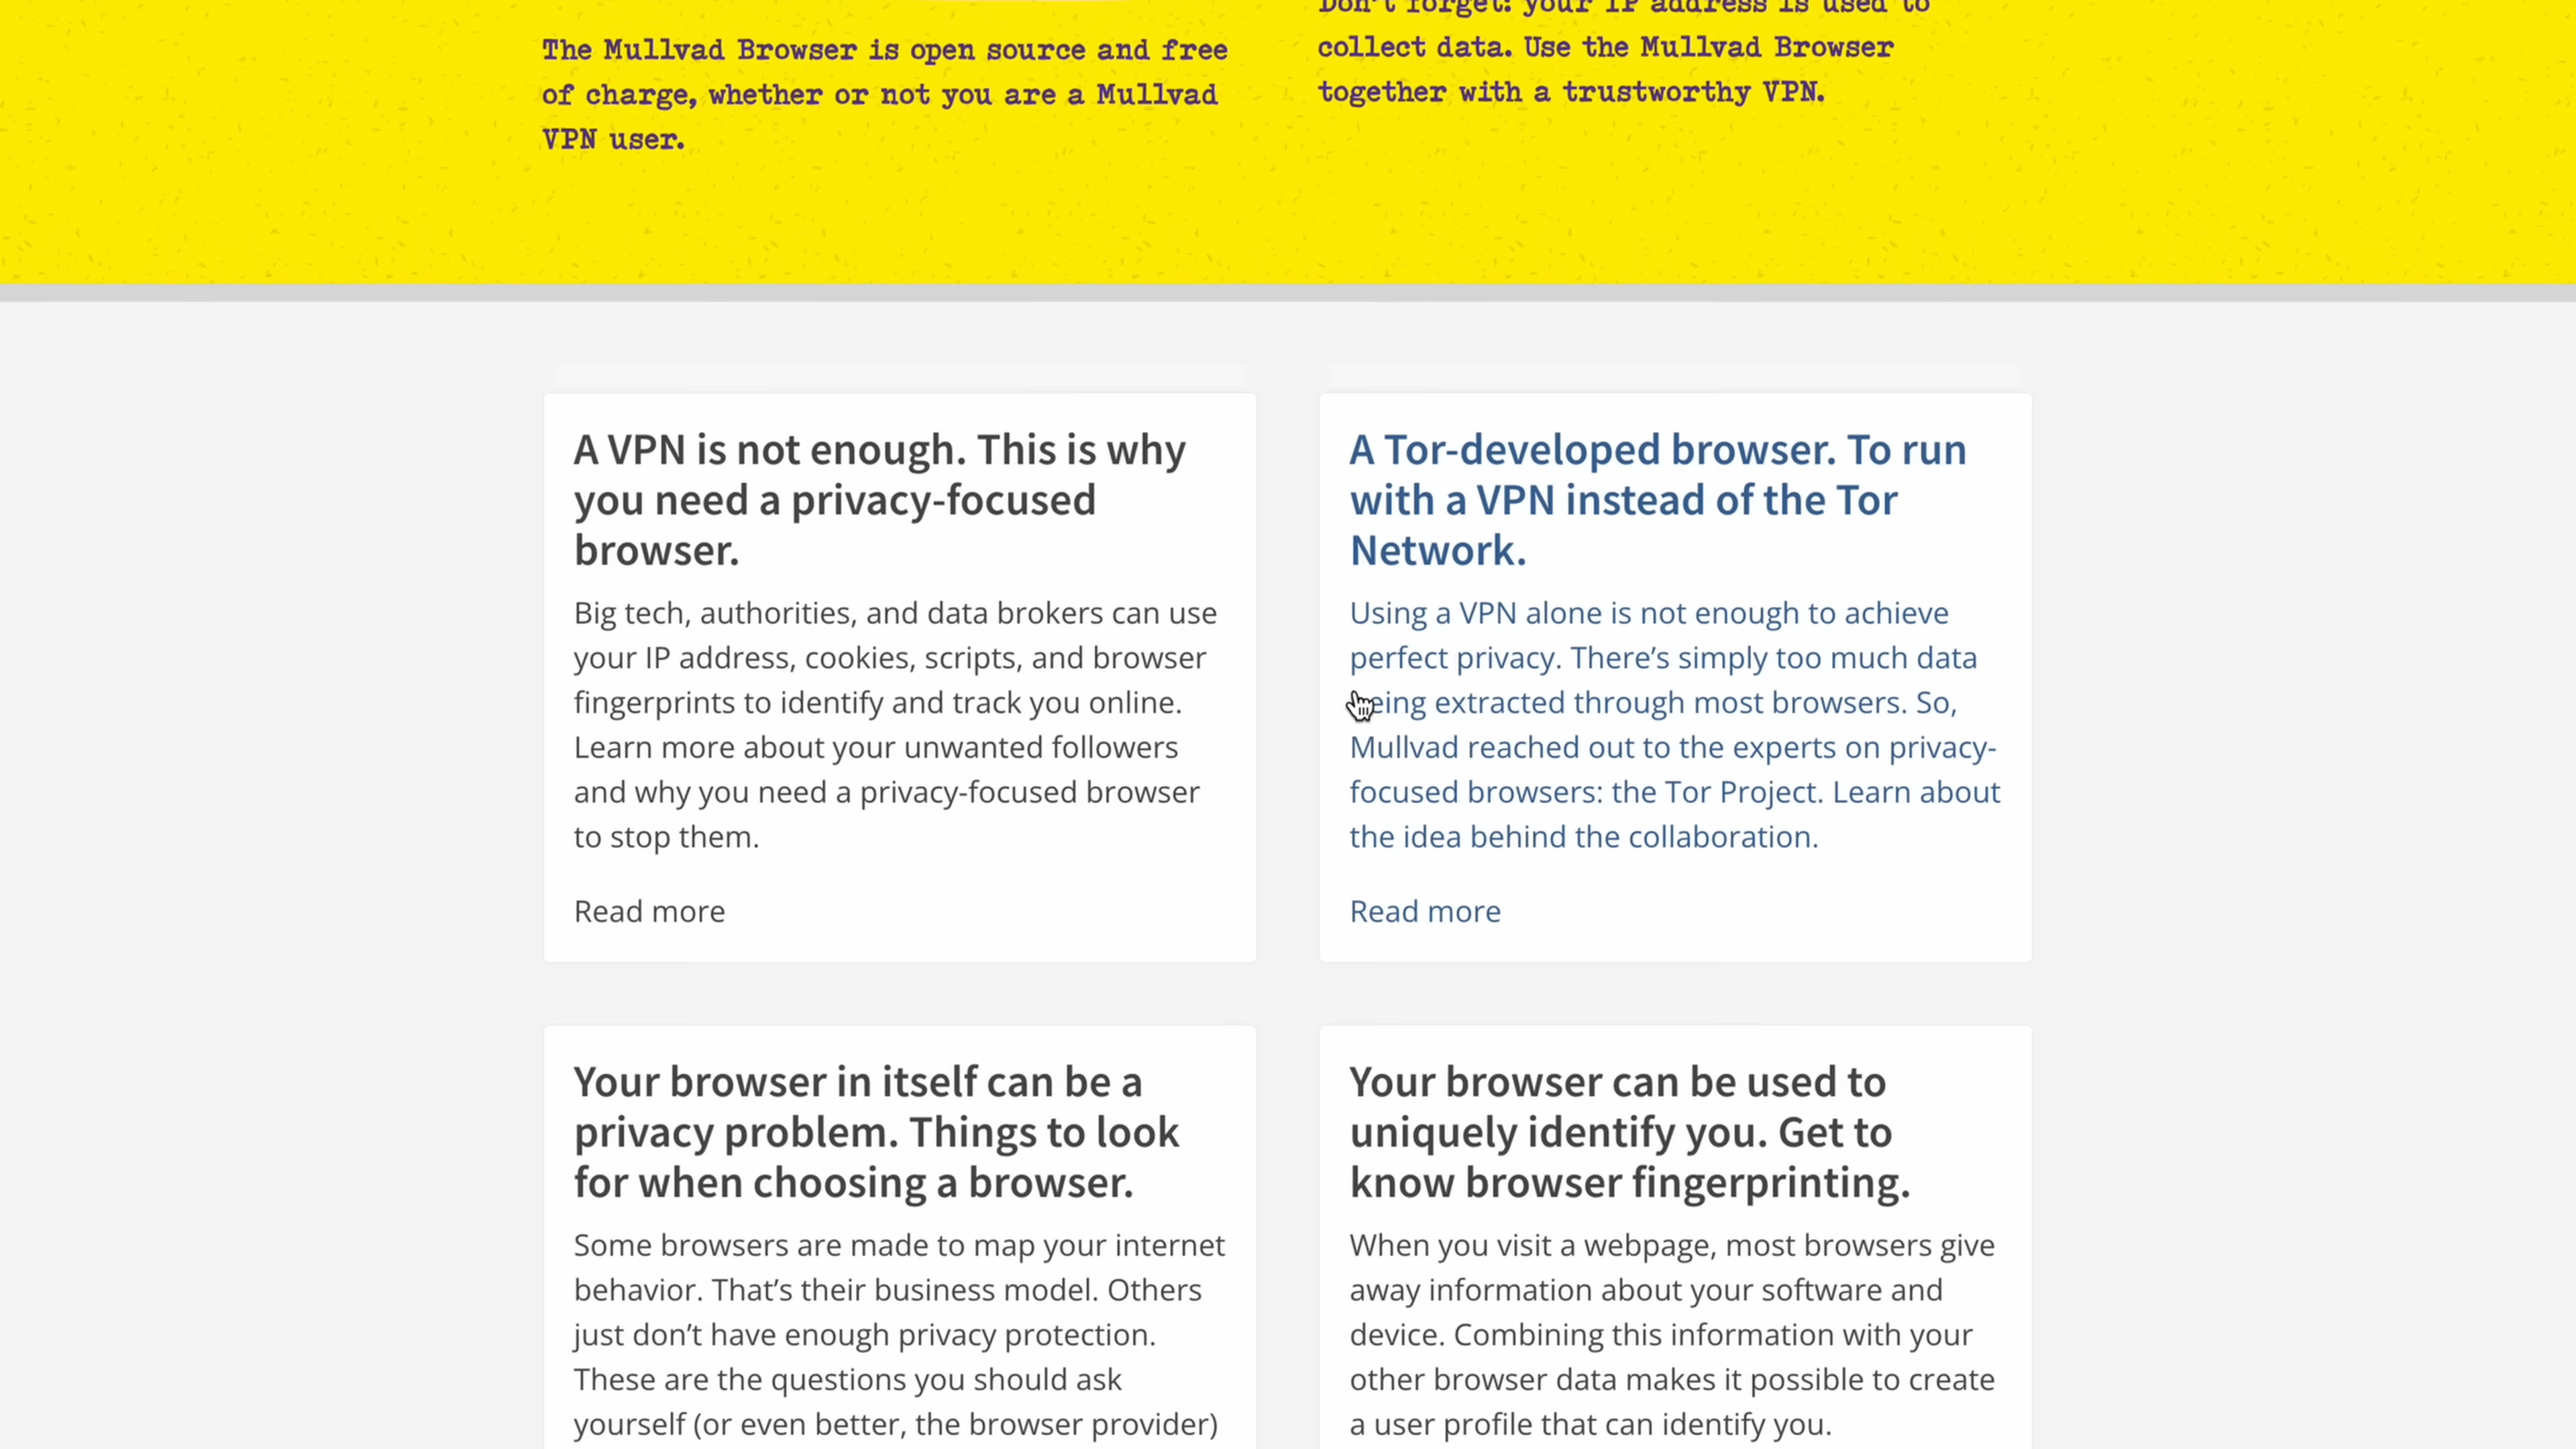 The Mullvad Browser is open source and free
of charge, whether or not you are a Mullvad
VPN user.
Don't forget: your IP address is used to
collect data. Use the Mullvad Browser
together with a trustworthy VPN.
A VPN is not enough. This is why
you need a privacy-focused
browser.
Big tech, authorities, and data brokers can use
your IP address, cookies, scripts, and browser
fingerprints to identify and track you online.
Learn more about your unwanted followers
and why you need a privacy-focused browser
to stop them.
Read more
A Tor-developed browser. To run
with a VPN instead of the Tor
Network.
Using a VPN alone is not enough to achieve
perfect privacy. There’s simply too much data
being extracted through most browsers. So,
Mullvad reached out to the experts on privacy-
focused browsers: the Tor Project. Learn about
the idea behind the collaboration.
Read more
Your browser in itself can be a
privacy problem. Things to look
for when choosing a browser.
Some browsers are made to map your internet
behavior. That’s their business model. Others
just don’t have enough privacy protection.
These are the questions you should ask
yourself (or even better, the browser provider)
Your browser can be used to
uniquely identify you. Get to
know browser fingerprinting.
When you visit a webpage, most browsers give
away information about your software and
device. Combining this information with your
other browser data makes it possible to create
a user profile that can identify you.